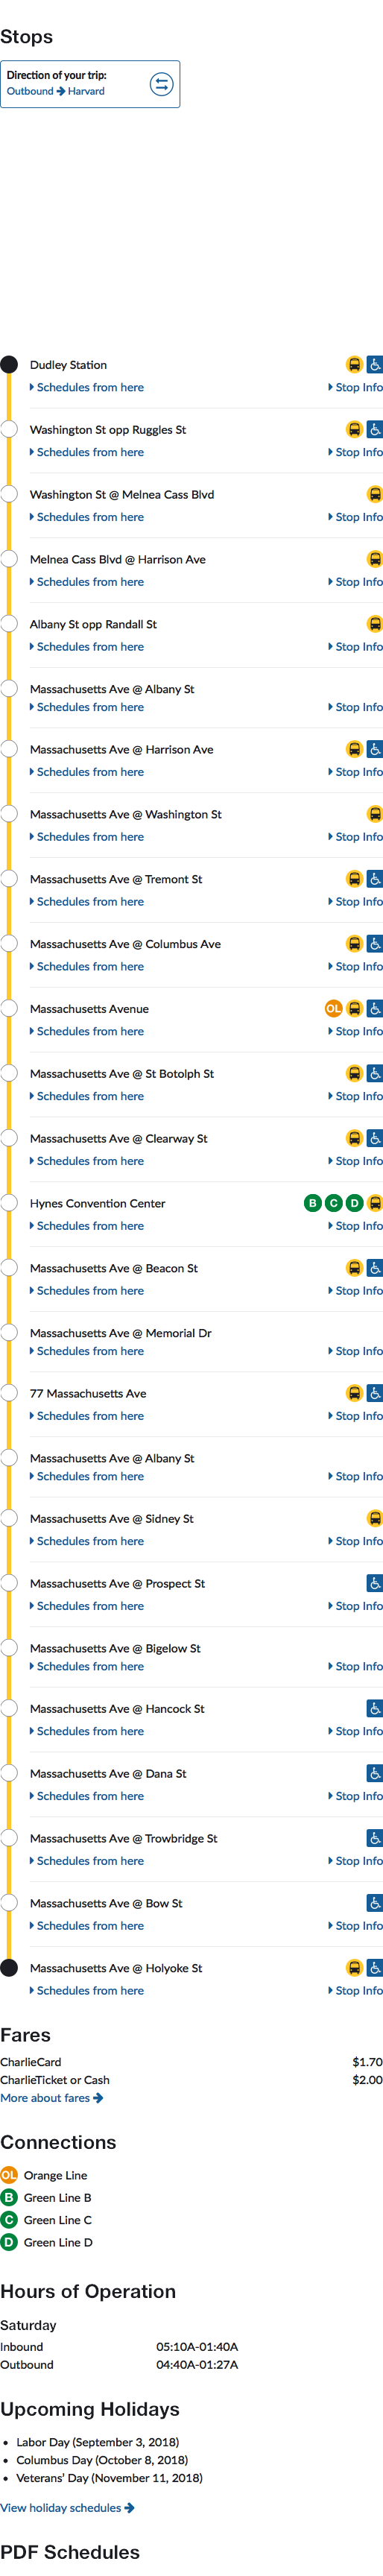 Stops
Direction of your trip:
Outbound Harvard
Dudley Station
Schedules from here Stop Info
Washington St opp Ruggles St
Schedules from here Stop Info
Washington St @ Melnea Cass Blvd
Schedules from here Stop Info
Melnea Cass Blvd @ Harrison Ave
Schedules from here Stop Info
Albany St opp Randall St
Schedules from here Stop Info
Massachusetts Ave @ Albany St
Schedules from here Stop Info
Massachusetts Ave @ Harrison Ave
Schedules from here Stop Info
Massachusetts Ave @ Washington St
Schedules from here Stop Info
Massachusetts Ave @ Tremont St
Schedules from here Stop Info
Massachusetts Ave @ Columbus Ave
Schedules from here Stop Info
Massachusetts Avenue OL
Schedules from here Stop Info
Massachusetts Ave @ St Botolph St
Schedules from here Stop Info
Massachusetts Ave @ Clearway St
Schedules from here Stop Info
Hynes Convention Center B C D
Schedules from here Stop Info
Massachusetts Ave @ Beacon St
Schedules from here Stop Info
Massachusetts Ave @ Memorial Dr
Schedules from here Stop Info
77 Massachusetts Ave
Schedules from here Stop Info
Massachusetts Ave @ Albany St
Schedules from here Stop Info
Massachusetts Ave @ Sidney St
Schedules from here Stop Info
Massachusetts Ave @ Prospect St
Schedules from here Stop Info
Massachusetts Ave @ Bigelow St
Schedules from here Stop Info
Massachusetts Ave @ Hancock St
Schedules from here Stop Info
Massachusetts Ave @ Dana St
Schedules from here Stop Info
Massachusetts Ave @ Trowbridge St
Schedules from here Stop Info
Massachusetts Ave @ Bow St
Schedules from here Stop Info
Massachusetts Ave @ Holyoke St
Schedules from here Stop Info
Fares
CharlieCard $1.70
CharlieTicket or Cash $2.00
More about fares
Connections
OL Orange Line
B Green Line B
C Green Line C
D Green Line D
Hours of Operation
Saturday
Inbound 05:10A-01:40A
Outbound 04:40A-01:27A
Upcoming Holidays
• Labor Day (September 3, 2018)
• Columbus Day (October 8, 2018)
• Veterans’ Day (November 11, 2018)
View holiday schedules
PDF Schedules